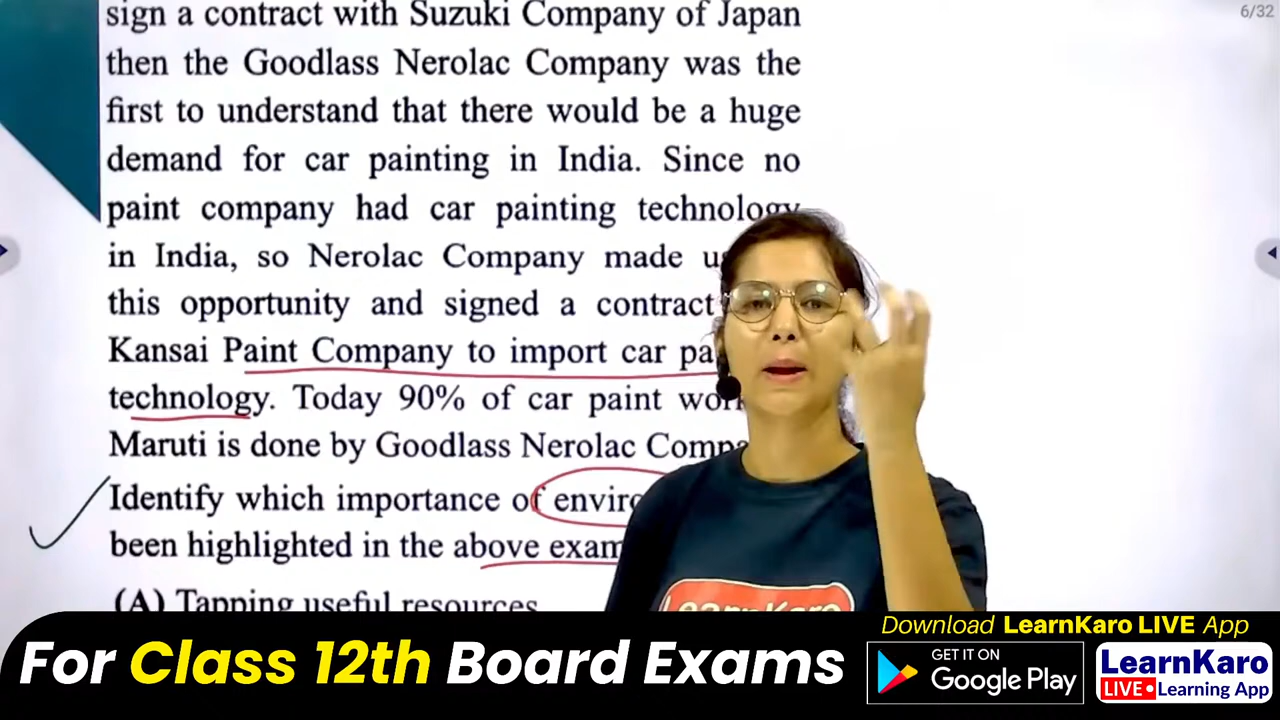 sign a contract with Suzuki Company of Japan
6/32
then the Goodlass Nerolac Company was the
first to understand that there would be a huge
demand for car painting in India. Since no
paint company had car painting technology
in India, so Nerolac Company made
this opportunity and signed a contract
Kansai Paint Company to import car
technology. Today 90% of car paint
Maruti is done by Goodlass Nerolac
Identify which importance of
been highlighted in the above
(A) Tapping useful resources
LearnKaro
For Class 12th Board Exams
Download LearnKaro LIVE App
GET IT ON
Google Play
LearnKaro
LIVE Learning App